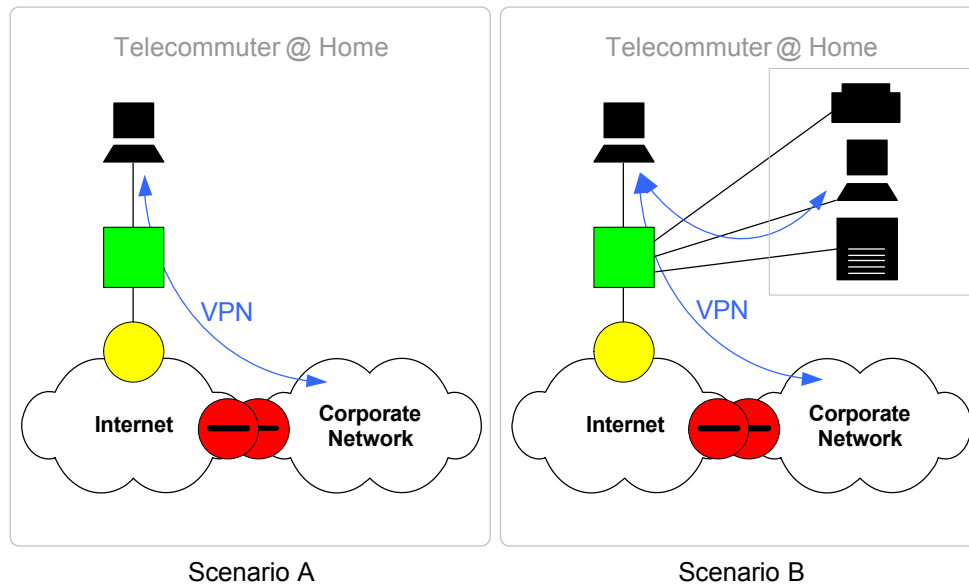 Telecommuter @ Home
VPN
Internet
Corporate
Network
Scenario A
Telecommuter @ Home
VPN
Internet
Corporate
Network
Scenario B